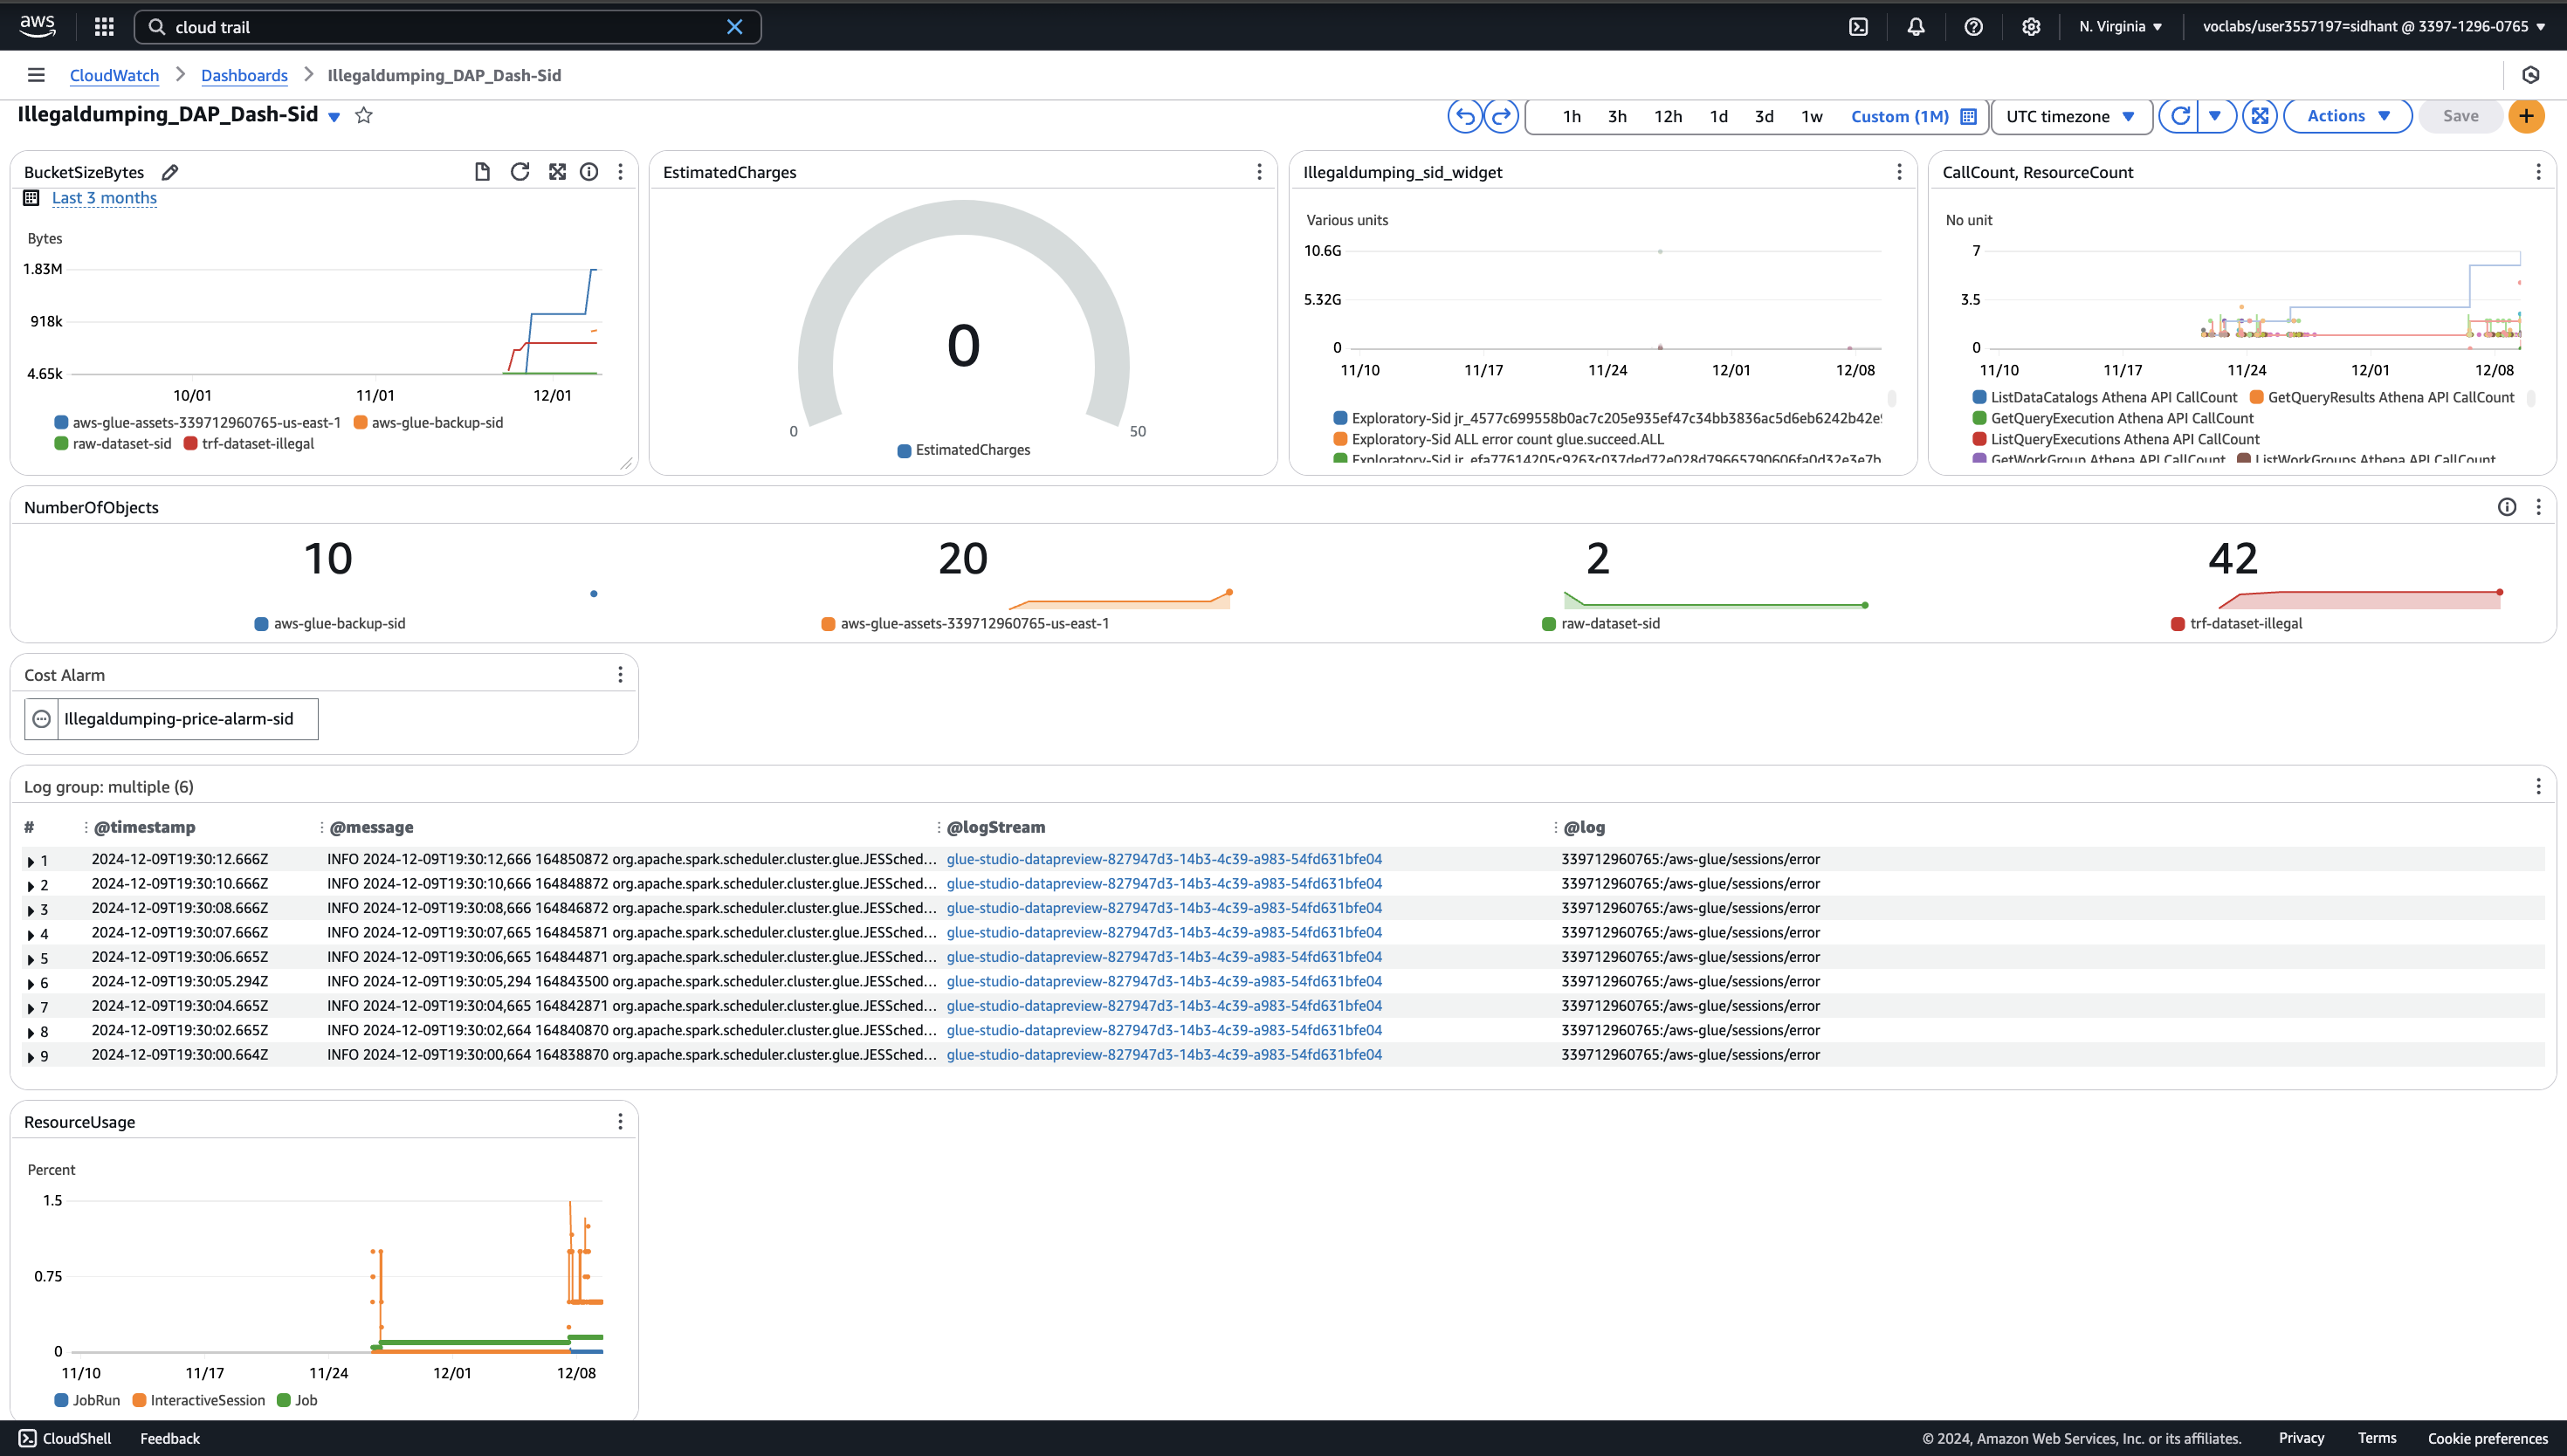 aws
cloud trail
N. Virginia
voclabs/user3557197=sidhant @ 3397-1296-0765
CloudWatch
Dashboards
Illegaldumping_DAP_Dash-Sid
Illegaldumping_DAP_Dash-Sid
1h 3h 12h 1d 3d 1w Custom (1M)
UTC timezone
Actions
Save
BucketSizeBytes
Last 3 months
Bytes
1.83M
918k
4.65k
10/01 11/01 12/01
aws-glue-assets-339712960765-us-east-1 aws-glue-backup-sid
raw-dataset-sid trf-dataset-illegal
EstimatedCharges
0
0 50
EstimatedCharges
Illegaldumping_sid_widget
Various units
10.6G
5.32G
0
11/10 11/17 11/24 12/01 12/08
Exploratory-Sid jr_4577c699558b0ac7c205e935ef47c34bb3836ac5d6eb6242b42e
Exploratory-Sid ALL error count glue.succeed.ALL
Exploratory-Sid
CallCount, ResourceCount
No unit
7
3.5
0
11/10 11/17 11/24 12/01 12/08
ListDataCatalogs Athena API CallCount GetQueryResults Athena API CallCount
GetQueryExecution Athena API CallCount
ListQueryExecutions Athena API CallCount
GetWorkGroup Athena API CallCount ListWorkGroups Athena API CallCount
NumberOfObjects
10 20 2 42
aws-glue-backup-sid aws-glue-assets-339712960765-us-east-1 raw-dataset-sid trf-dataset-illegal
Cost Alarm
Illegaldumping-price-alarm-sid
Log group: multiple (6)
# @timestamp @message @logStream @log
1 2024-12-09T19:30:12.666Z INFO 2024-12-09T19:30:12,666 164850872 org.apache.spark.scheduler.cluster.glue.JESSched... glue-studio-datapreview-827947d3-14b3-4c39-a983-54fd631bfe04 339712960765:/aws-glue/sessions/error
2 2024-12-09T19:30:10.666Z INFO 2024-12-09T19:30:10,666 164848872 org.apache.spark.scheduler.cluster.glue.JESSched... glue-studio-datapreview-827947d3-14b3-4c39-a983-54fd631bfe04 339712960765:/aws-glue/sessions/error
3 2024-12-09T19:30:08.666Z INFO 2024-12-09T19:30:08,666 164846872 org.apache.spark.scheduler.cluster.glue.JESSched... glue-studio-datapreview-827947d3-14b3-4c39-a983-54fd631bfe04 339712960765:/aws-glue/sessions/error
4 2024-12-09T19:30:07.666Z INFO 2024-12-09T19:30:07,665 164845871 org.apache.spark.scheduler.cluster.glue.JESSched... glue-studio-datapreview-827947d3-14b3-4c39-a983-54fd631bfe04 339712960765:/aws-glue/sessions/error
5 2024-12-09T19:30:06.665Z INFO 2024-12-09T19:30:06,665 164844871 org.apache.spark.scheduler.cluster.glue.JESSched... glue-studio-datapreview-827947d3-14b3-4c39-a983-54fd631bfe04 339712960765:/aws-glue/sessions/error
6 2024-12-09T19:30:05.294Z INFO 2024-12-09T19:30:05,294 164843500 org.apache.spark.scheduler.cluster.glue.JESSched... glue-studio-datapreview-827947d3-14b3-4c39-a983-54fd631bfe04 339712960765:/aws-glue/sessions/error
7 2024-12-09T19:30:04.665Z INFO 2024-12-09T19:30:04,665 164842871 org.apache.spark.scheduler.cluster.glue.JESSched... glue-studio-datapreview-827947d3-14b3-4c39-a983-54fd631bfe04 339712960765:/aws-glue/sessions/error
8 2024-12-09T19:30:02.665Z INFO 2024-12-09T19:30:02,664 164840870 org.apache.spark.scheduler.cluster.glue.JESSched... glue-studio-datapreview-827947d3-14b3-4c39-a983-54fd631bfe04 339712960765:/aws-glue/sessions/error
9 2024-12-09T19:30:00.664Z INFO 2024-12-09T19:30:00,664 164838870 org.apache.spark.scheduler.cluster.glue.JESSched... glue-studio-datapreview-827947d3-14b3-4c39-a983-54fd631bfe04 339712960765:/aws-glue/sessions/error
ResourceUsage
Percent
1.5
0.75
0
11/10 11/17 11/24 12/01 12/08
JobRun InteractiveSession Job
CloudShell Feedback
© 2024, Amazon Web Services, Inc. or its affiliates. Privacy Terms Cookie preferences